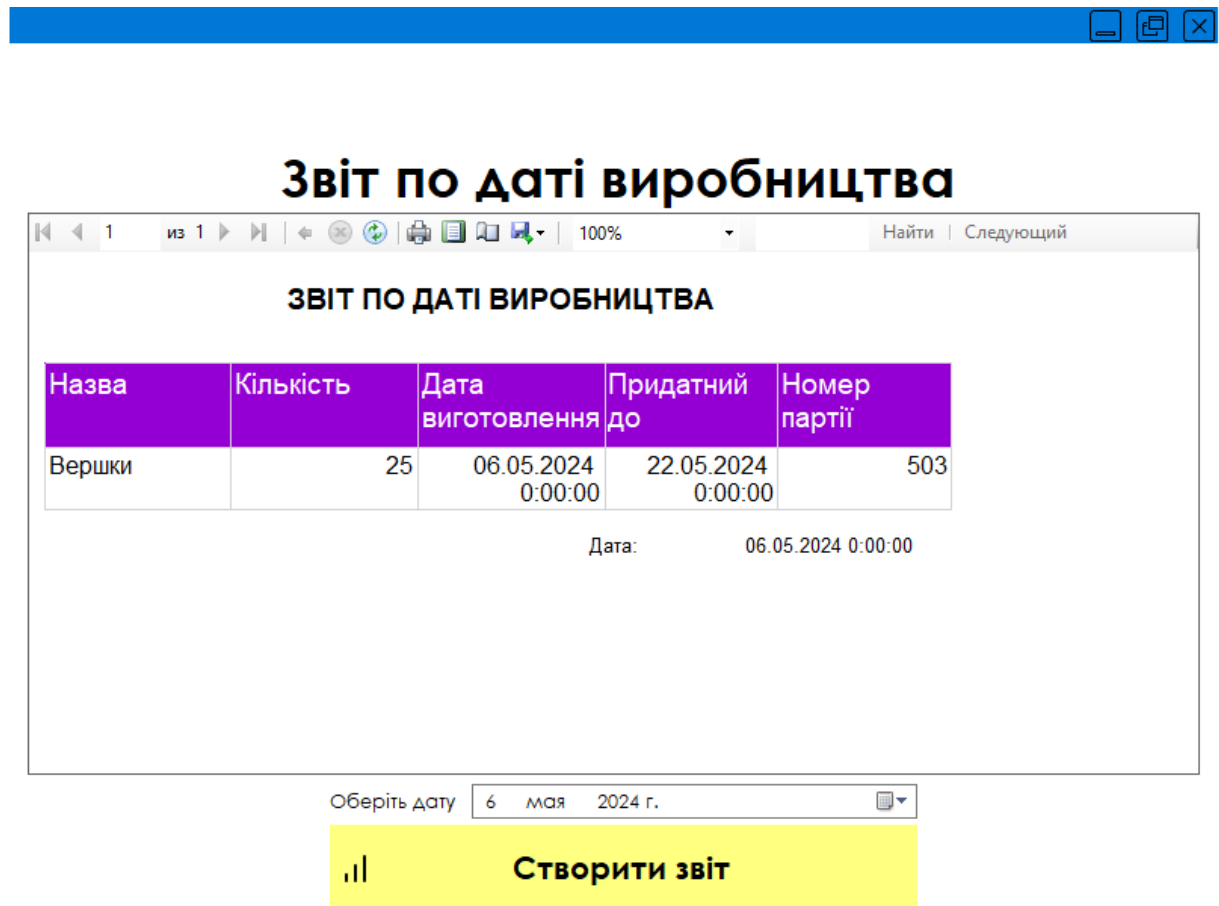 Звіт по даті виробництва
1 из 1 100% Найти | Следующий
ЗВІТ ПО ДАТІ ВИРОБНИЦТВА
Назва Кількість Дата виготовлення Придатний до Номер партії
Вершки 25 06.05.2024 0:00:00 22.05.2024 0:00:00 503
Дата: 06.05.2024 0:00:00
Оберіть дату 6 мая 2024 г.
Створити звіт